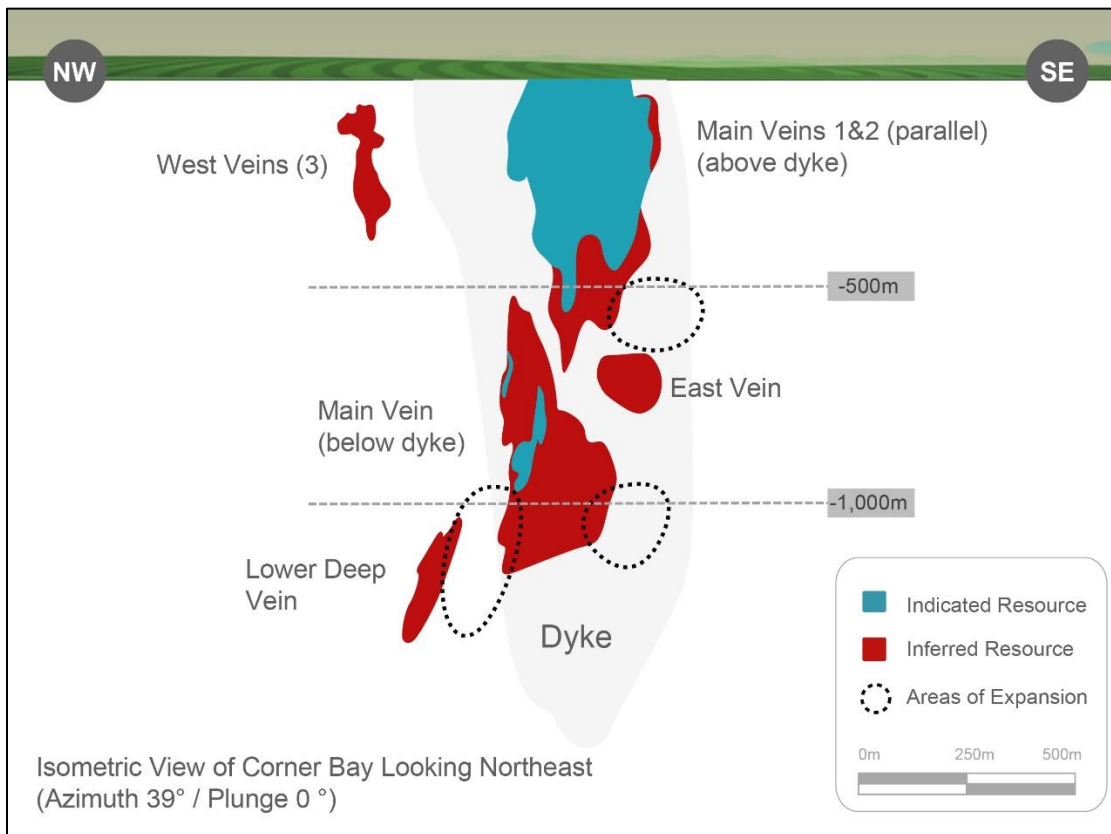 NW
SE
West Veins (3)
Main Veins 1&2 (parallel)
(above dyke)
-500m
East Vein
Main Vein
(below dyke)
-1,000m
Lower Deep
Vein
Dyke
Indicated Resource
Inferred Resource
Areas of Expansion
0m 250m 500m
Isometric View of Corner Bay Looking Northeast
(Azimuth 39° / Plunge 0 °)